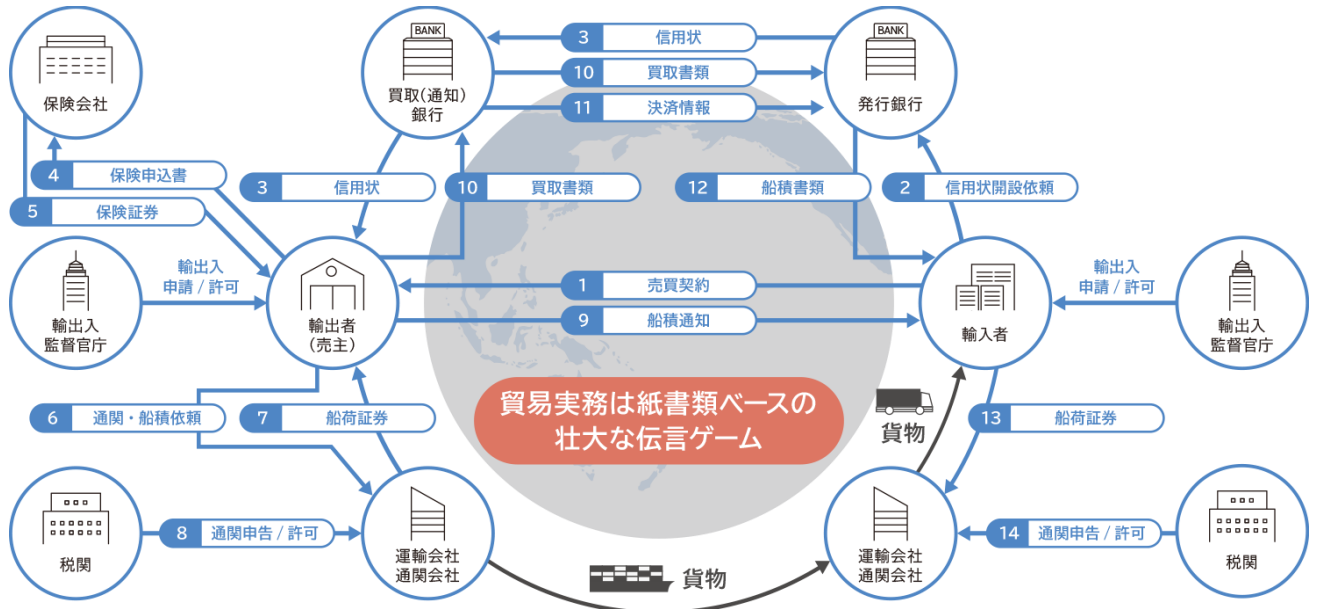 BANK
BANK
保険会社
買取(通知)
銀行
発行銀行
3 信用状
10 買取書類
11 決済情報
4 保険申込書
5 保険証券
3 信用状
10 買取書類
12 船積書類
2 信用状開設依頼
輸出入
監督官庁
輸出入
申請 / 許可
輸出者
(売主)
1 売買契約
9 船積通知
輸入者
輸出入
申請 / 許可
輸出入
監督官庁
貿易実務は紙書類ベースの
壮大な伝言ゲーム
6 通関・船積依頼
7 船荷証券
貨物
13 船荷証券
税関
8 通関申告 / 許可
運輸会社
通関会社
貨物
運輸会社
通関会社
14 通関申告 / 許可
税関